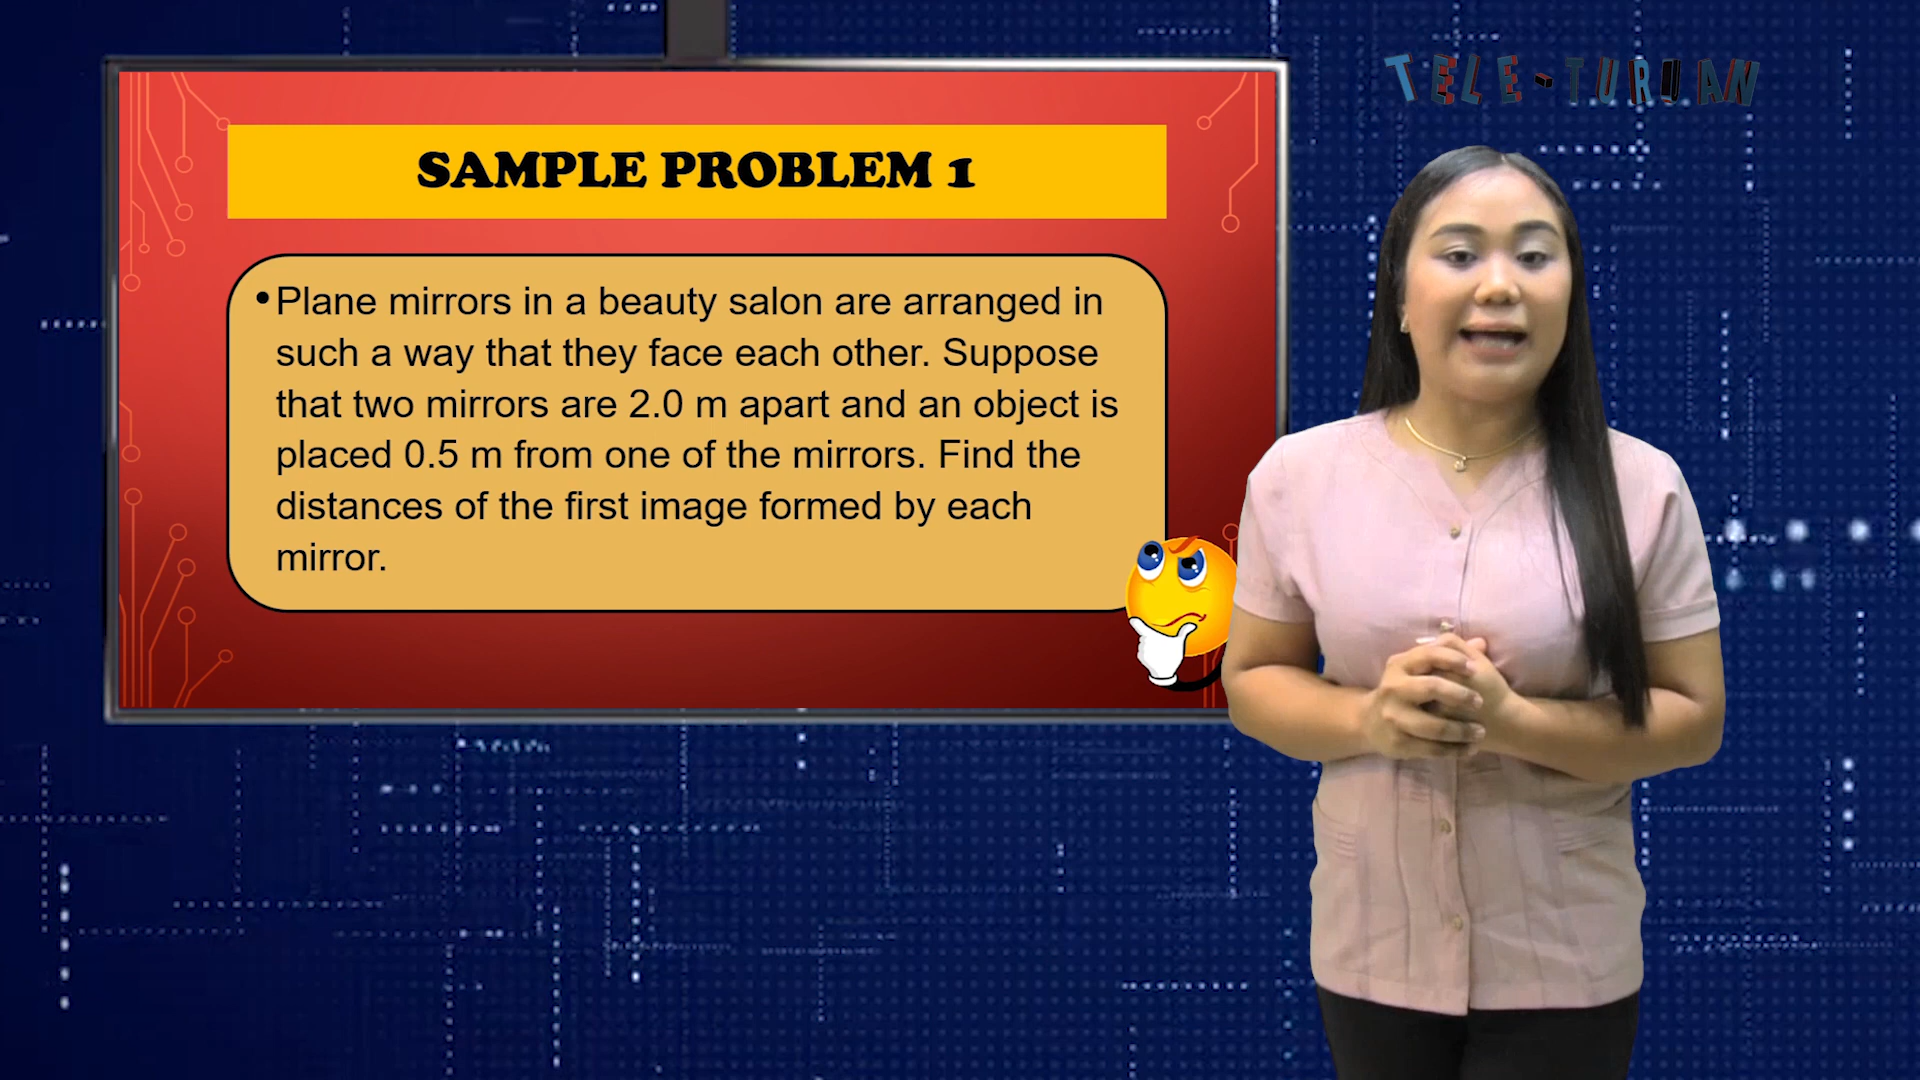 TELE-TURUAN
SAMPLE PROBLEM 1
• Plane mirrors in a beauty salon are arranged in
such a way that they face each other. Suppose
that two mirrors are 2.0 m apart and an object is
placed 0.5 m from one of the mirrors. Find the
distances of the first image formed by each
mirror.